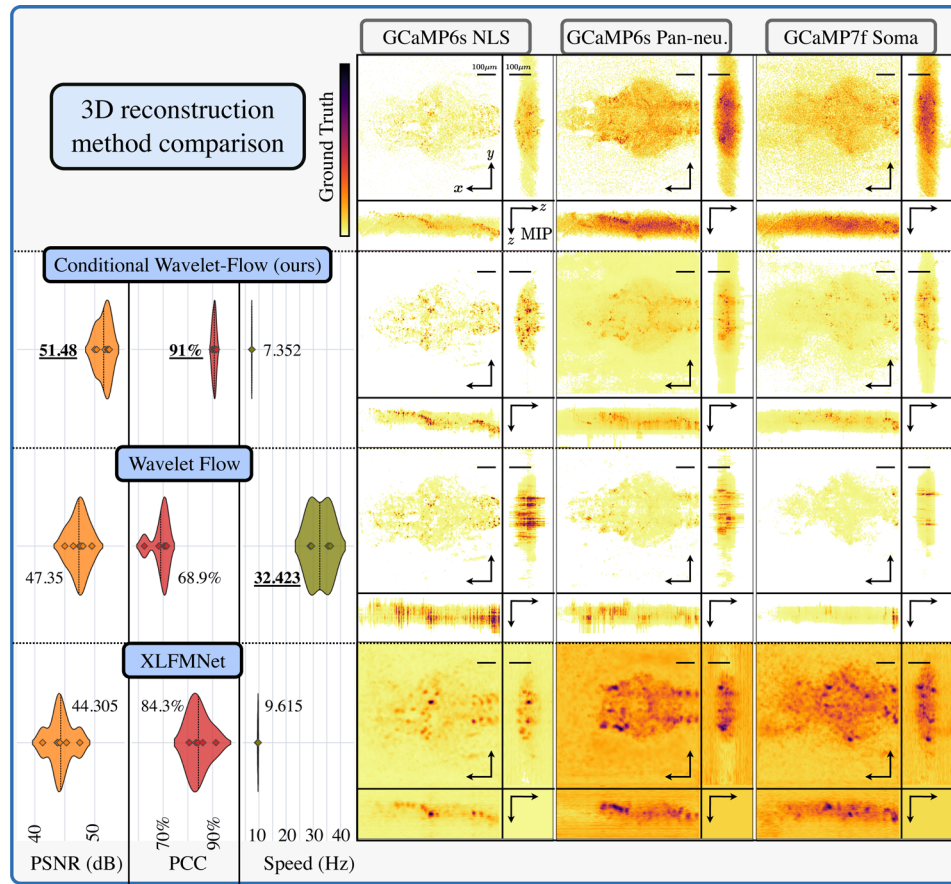 GCaMP6s NLS
GCaMP6s Pan-neu.
GCaMP7f Soma
3D reconstruction
method comparison
Ground Truth
100μm
100μm
y
x
z
z
MIP
Conditional Wavelet-Flow (ours)
51.48
91%
7.352
Wavelet Flow
47.35
68.9%
32.423
XLFMNet
44.305
84.3%
9.615
40
50
70%
90%
10
20
30
40
PSNR (dB)
PCC
Speed (Hz)